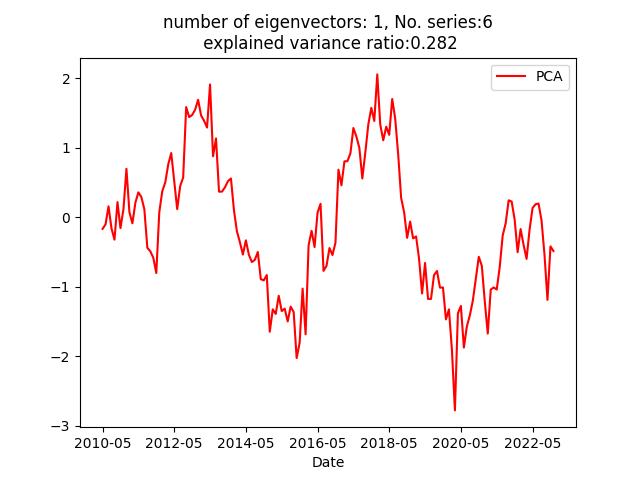 number of eigenvectors: 1, No. series:6
explained variance ratio:0.282
PCA
2
1
0
−1
−2
−3
2010-05 2012-05 2014-05 2016-05 2018-05 2020-05 2022-05
Date